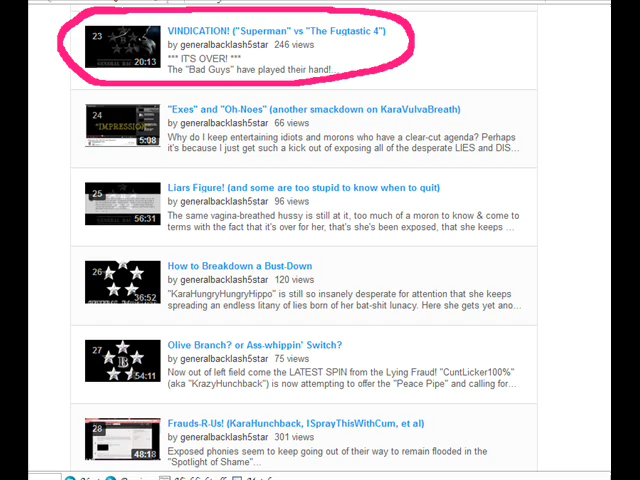 23
VINDICATION! ("Superman" vs "The Fugtastic 4")
by generalbacklash5star 246 views
*** IT'S OVER! ***
The "Bad Guys" have played their hand!...
20:13
24
"Exes" and "Oh-Noes" (another smackdown on KaraVulvaBreath)
by generalbacklash5star 66 views
Why do I keep entertaining idiots and morons who have a clear-cut agenda? Perhaps
it's because I just get such a kick out of exposing all of the desperate LIES and DIS...
"IMPRESSION
5:08
25
Liars Figure! (and some are too stupid to know when to quit)
by generalbacklash5star 96 views
The same vagina-breathed hussy is still at it, too much of a moron to know & come to
terms with the fact that it's over for her, that's she's been exposed, that she keeps ...
56:31
26
How to Breakdown a Bust-Down
by generalbacklash5star 120 views
"KaraHungryHungryHippo" is still so insanely desperate for attention that she keeps
spreading an endless litany of lies born of her bat-shit lunacy. Here she gets yet ano...
36:52
27
Olive Branch? or Ass-whippin' Switch?
by generalbacklash5star 75 views
Now out of left field come the LATEST SPIN from the Lying Fraud! "CuntLicker100%"
(aka "KrazyHunchback") is now attempting to offer the "Peace Pipe" and calling for...
54:11
28
Frauds-R-Us! (KaraHunchback, ISprayThisWithCum, et al)
by generalbacklash5star 301 views
Exposed phonies seem to keep going out of their way to remain flooded in the
"Spotlight of Shame"...
48:18